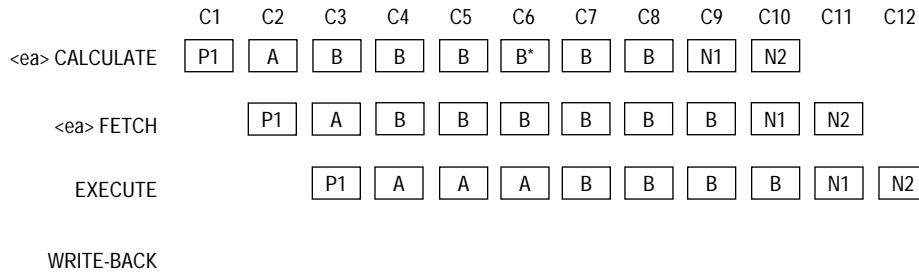 C1 C2 C3 C4 C5 C6 C7 C8 C9 C10 C11 C12
<ea> CALCULATE P1 A B B B B* B B N1 N2
<ea> FETCH P1 A B B B B B B N1 N2
EXECUTE P1 A A A B B B B N1 N2
WRITE-BACK